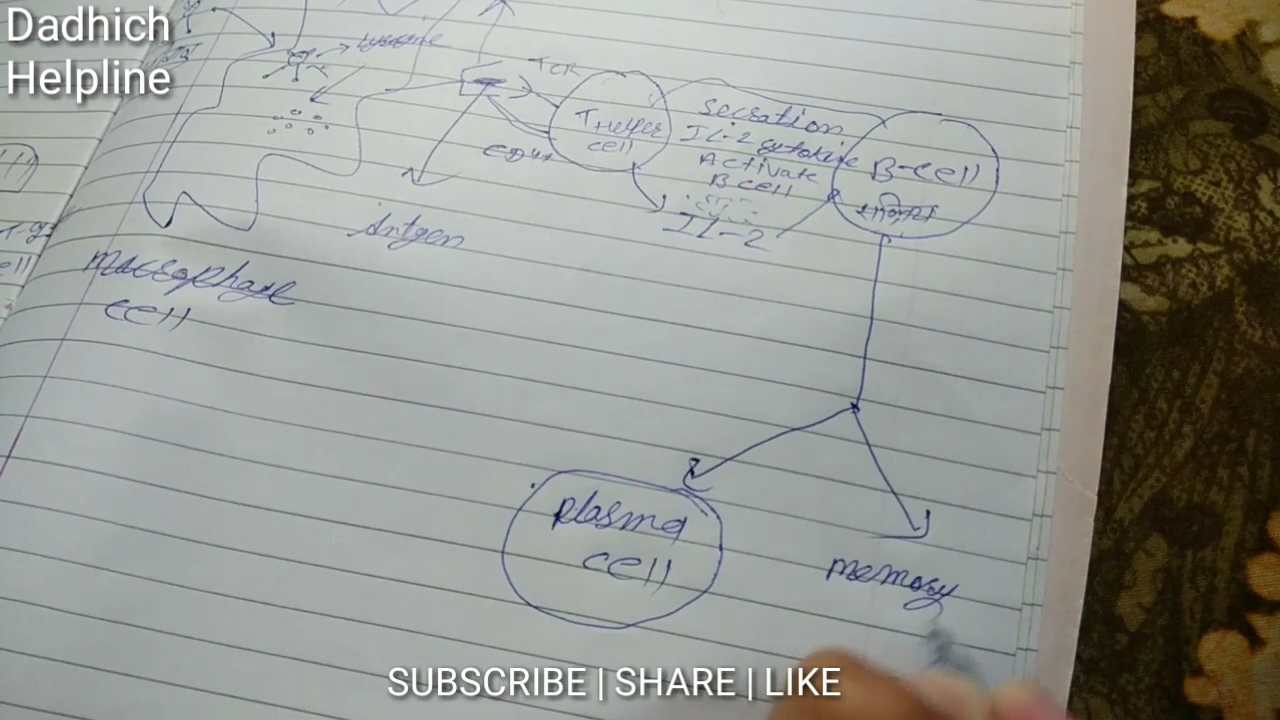 Dadhich
Helpline
TCR
T Helper
cell
CD4+
Secration
IL-2 cytokine
Activate
B-cell
IL-2
B-cell
Antgen
macrophage
cell
plasma
cell
memory
SUBSCRIBE | SHARE | LIKE